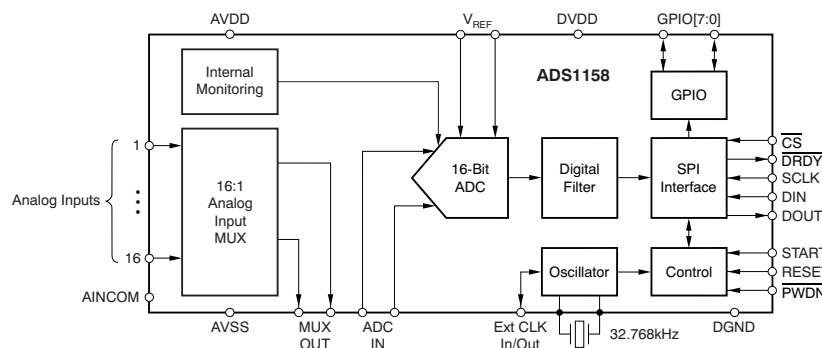 AVDD
VREF
DVDD
GPIO[7:0]
Internal
Monitoring
ADS1158
GPIO
1
16:1
Analog
Input
MUX
Analog Inputs
16
16-Bit
ADC
Digital
Filter
SPI
Interface
CS
DRDY
SCLK
DIN
DOUT
START
RESET
PWDN
Oscillator
Control
AINCOM
AVSS
MUX
OUT
ADC
IN
Ext CLK
In/Out
32.768kHz
DGND